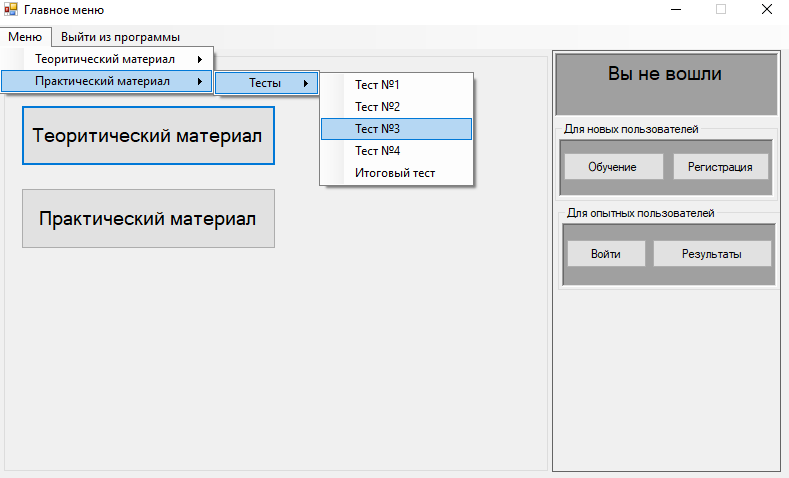 Главное меню
Меню Выйти из программы
Теоритический материал
Практический материал
Тесты
Тест №1
Тест №2
Тест №3
Тест №4
Итоговый тест
Теоритический материал
Практический материал
Вы не вошли
Для новых пользователей
Обучение Регистрация
Для опытных пользователей
Войти Результаты